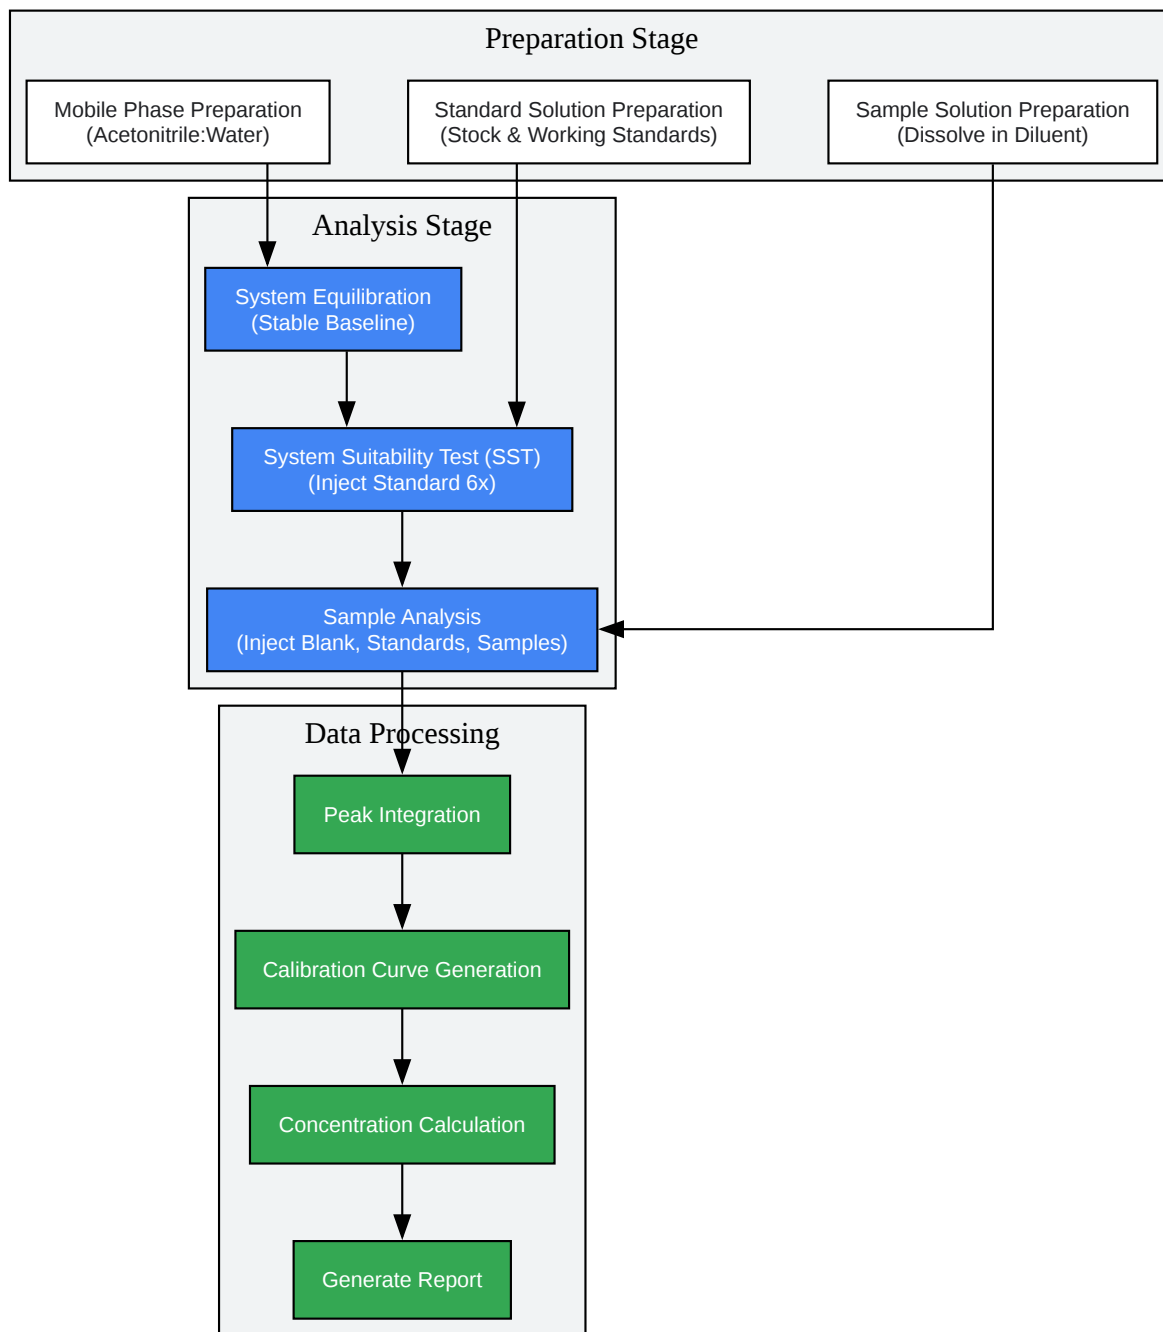 Preparation Stage
Mobile Phase Preparation
(Acetonitrile:Water)
Standard Solution Preparation
(Stock & Working Standards)
Sample Solution Preparation
(Dissolve in Diluent)
Analysis Stage
System Equilibration
(Stable Baseline)
System Suitability Test (SST)
(Inject Standard 6x)
Sample Analysis
(Inject Blank, Standards, Samples)
Data Processing
Peak Integration
Calibration Curve Generation
Concentration Calculation
Generate Report